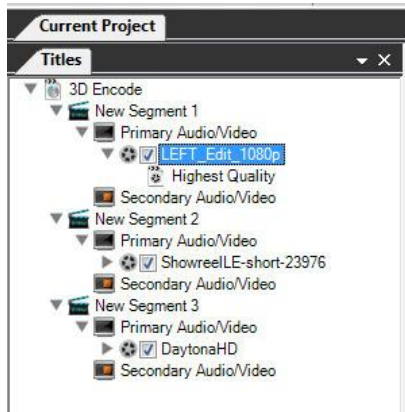 Current Project
Titles
3D Encode
New Segment 1
Primary Audio/Video
LEFT_Edit_1080p
Highest Quality
Secondary Audio/Video
New Segment 2
Primary Audio/Video
ShowreelLE-short-23976
Secondary Audio/Video
New Segment 3
Primary Audio/Video
DaytonaHD
Secondary Audio/Video